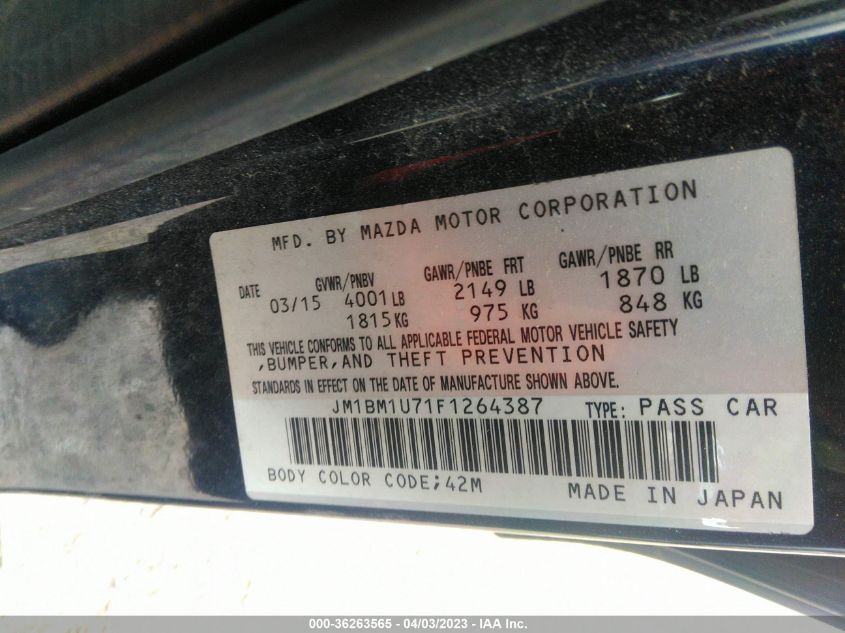 MFD. BY MAZDA MOTOR CORPORATION
DATE GVWR/PNBV GAWR/PNBE FRT GAWR/PNBE RR
03/15 4001 LB 2149 LB 1870 LB
1815 KG 975 KG 848 KG
THIS VEHICLE CONFORMS TO ALL APPLICABLE FEDERAL MOTOR VEHICLE SAFETY
,BUMPER,AND THEFT PREVENTION
STANDARDS IN EFFECT ON THE DATE OF MANUFACTURE SHOWN ABOVE.
JM1BM1U71F1264387 TYPE: PASS CAR
BODY COLOR CODE;42M MADE IN JAPAN
000-36263565 - 04/03/2023 - IAA Inc.